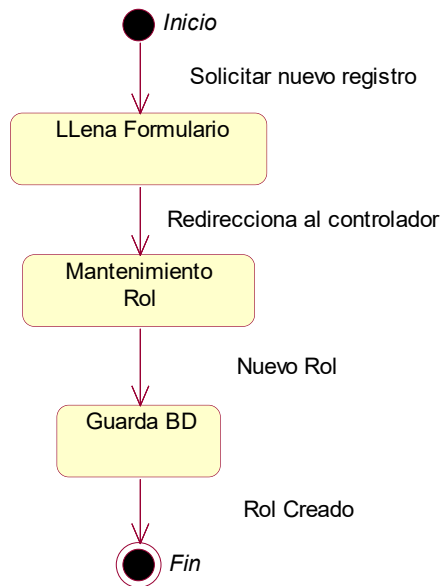 Inicio
Solicitar nuevo registro
LLena Formulario
Redirecciona al controlador
Mantenimiento
Rol
Nuevo Rol
Guarda BD
Rol Creado
Fin